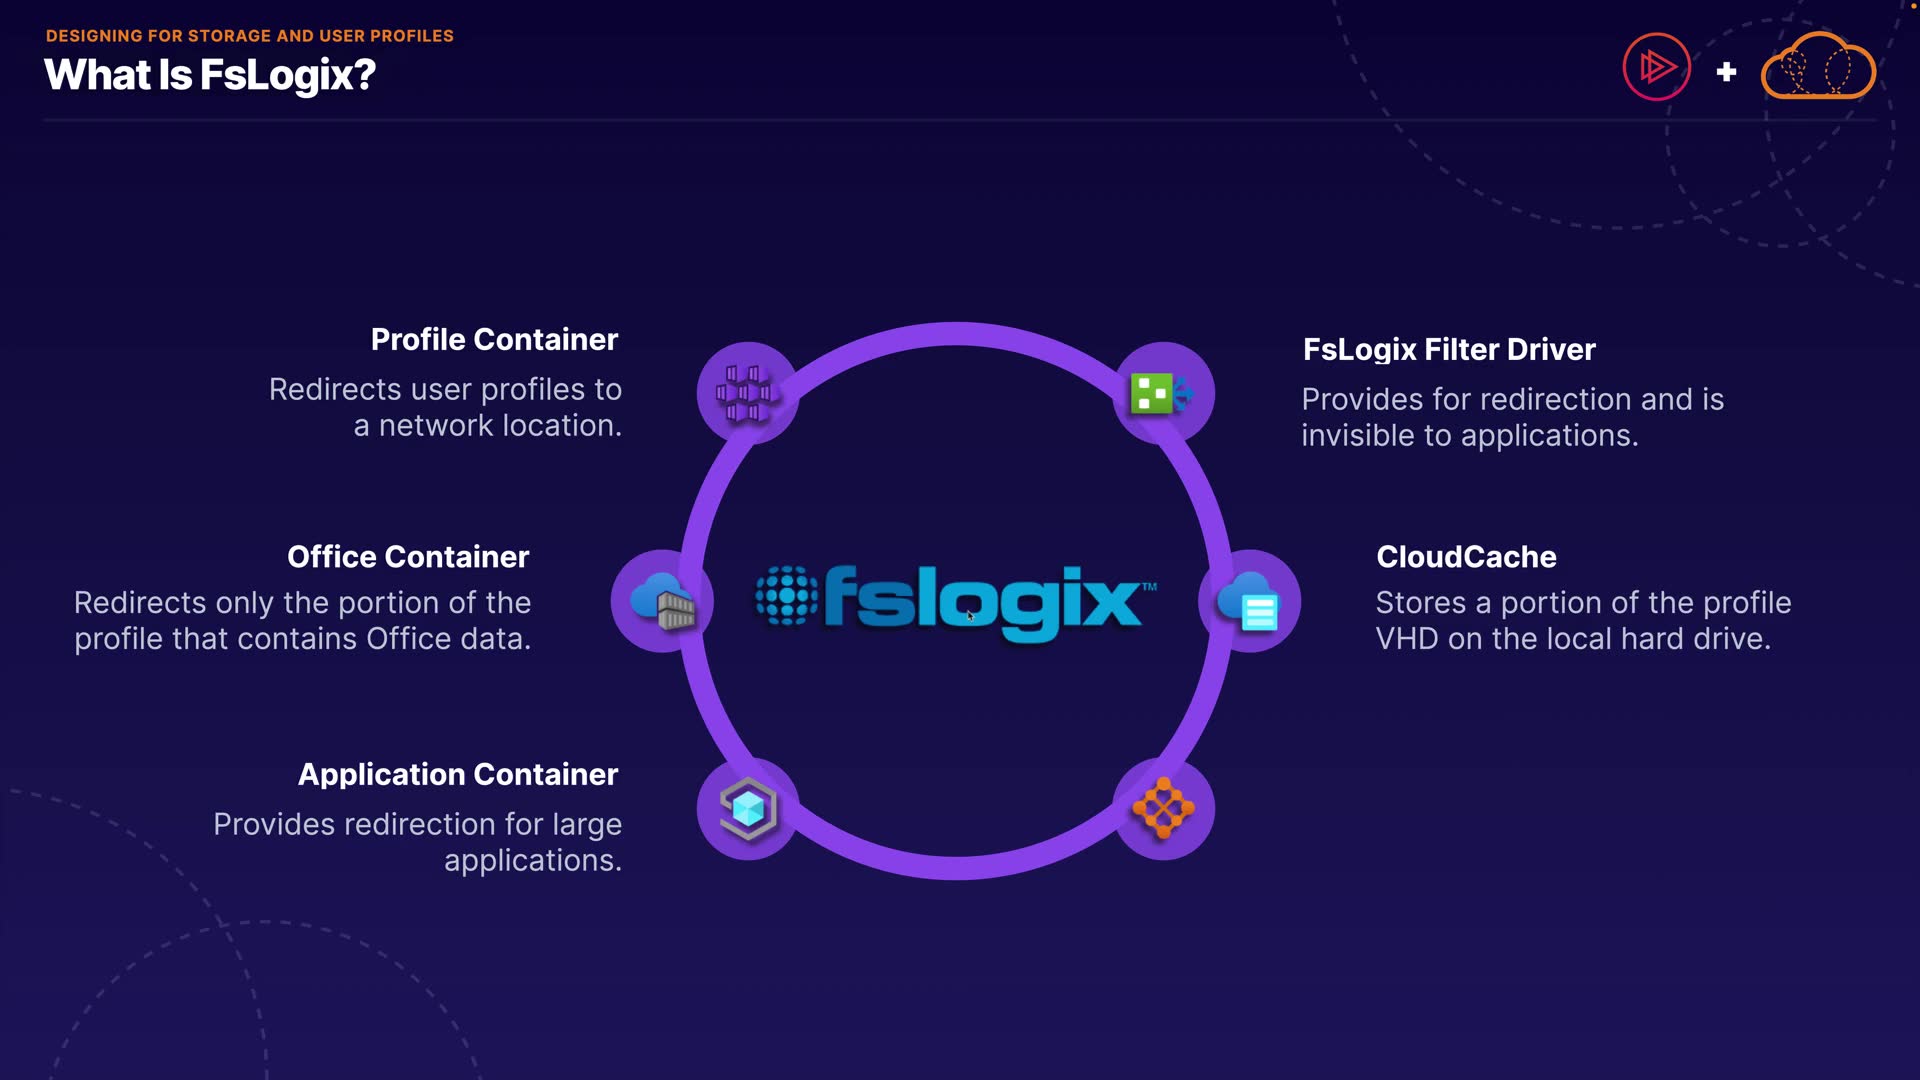 DESIGNING FOR STORAGE AND USER PROFILES
What Is FsLogix?
Profile Container
Redirects user profiles to
a network location.
Office Container
Redirects only the portion of the
profile that contains Office data.
Application Container
Provides redirection for large
applications.
fslogix™
FsLogix Filter Driver
Provides for redirection and is
invisible to applications.
CloudCache
Stores a portion of the profile
VHD on the local hard drive.